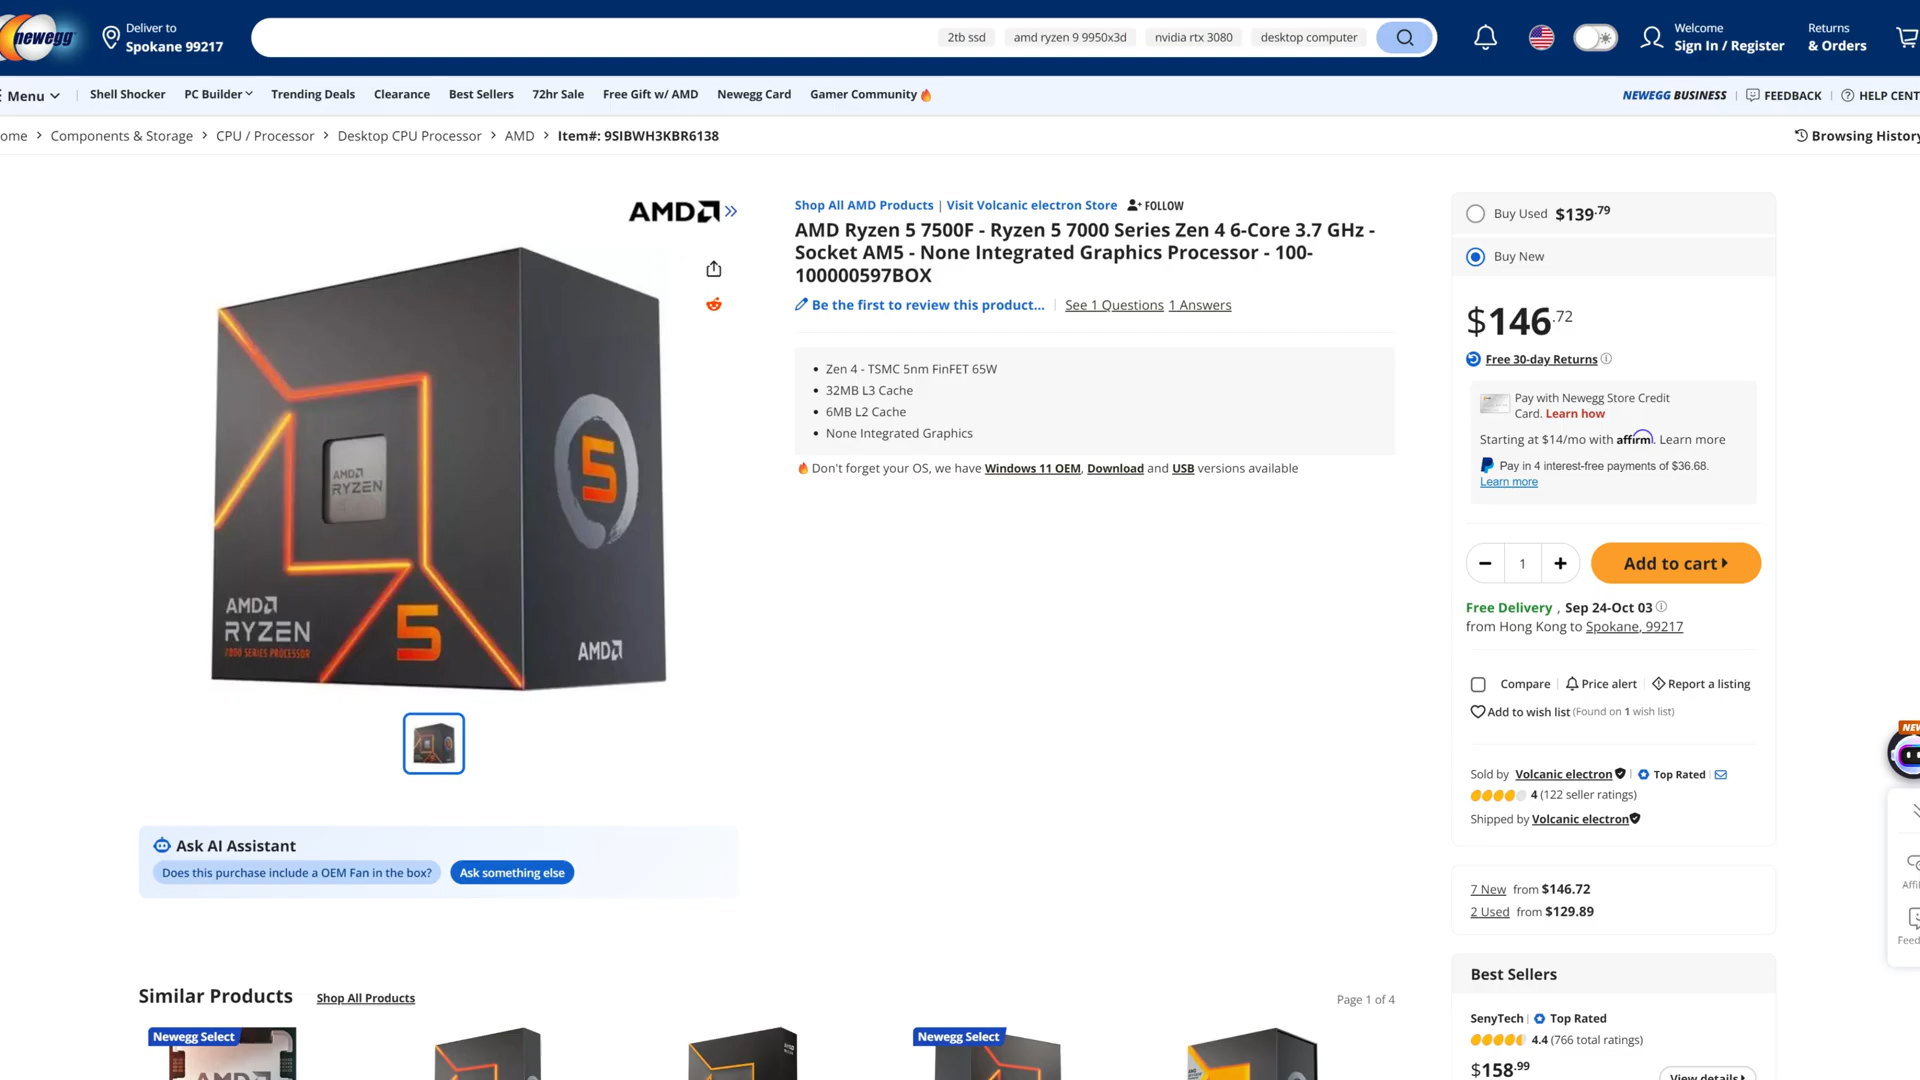 newegg
Deliver to
Spokane 99217
2tb ssd
amd ryzen 9 9950x3d
nvidia rtx 3080
desktop computer
Welcome
Sign In / Register
Returns
& Orders
Menu
Shell Shocker
PC Builder
Trending Deals
Clearance
Best Sellers
72hr Sale
Free Gift w/ AMD
Newegg Card
Gamer Community
NEWEGG BUSINESS
FEEDBACK
HELP CENT
ome > Components & Storage > CPU / Processor > Desktop CPU Processor > AMD > Item#: 9SIBWH3KBR6138
Browsing History
AMD
AMD
RYZEN
5
AMD
RYZEN
7000 SERIES PROCESSOR
5
AMD
Shop All AMD Products | Visit Volcanic electron Store FOLLOW
AMD Ryzen 5 7500F - Ryzen 5 7000 Series Zen 4 6-Core 3.7 GHz -
Socket AM5 - None Integrated Graphics Processor - 100-
100000597BOX
Be the first to review this product... | See 1 Questions 1 Answers
• Zen 4 - TSMC 5nm FinFET 65W
• 32MB L3 Cache
• 6MB L2 Cache
• None Integrated Graphics
Don't forget your OS, we have Windows 11 OEM, Download and USB versions available
Buy Used $139.79
Buy New
$146.72
Free 30-day Returns
Pay with Newegg Store Credit
Card. Learn how
Starting at $14/mo with affirm. Learn more
Pay in 4 interest-free payments of $36.68.
Learn more
− 1 +
Add to cart
Free Delivery , Sep 24-Oct 03
from Hong Kong to Spokane, 99217
Compare
Price alert
Report a listing
Add to wish list (Found on 1 wish list)
Sold by Volcanic electron | Top Rated
4 (122 seller ratings)
Shipped by Volcanic electron
7 New from $146.72
2 Used from $129.89
Best Sellers
SenyTech | Top Rated
4.4 (766 total ratings)
$158.99
View details
NEW
Affi
Feed
Ask AI Assistant
Does this purchase include a OEM Fan in the box?
Ask something else
Similar Products
Shop All Products
Page 1 of 4
Newegg Select
AMD
Newegg Select